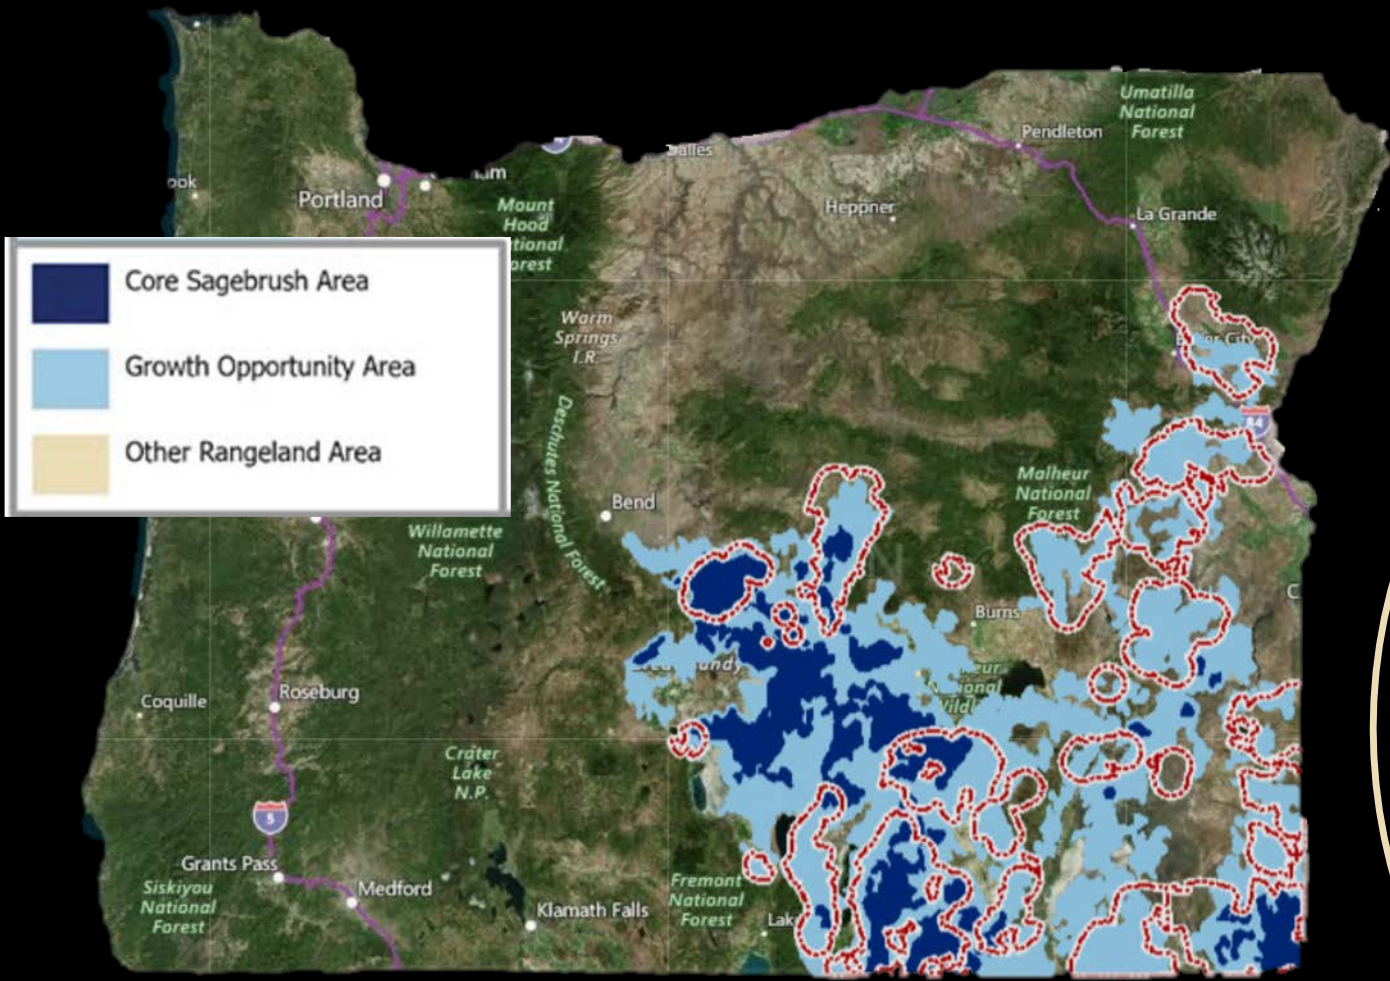 Umatilla
National
Forest
Pendleton
Portland
Mount
Hood
Heppner
La Grande
Core Sagebrush Area
Growth Opportunity Area
Other Rangeland Area
Warm
Springs
I.R.
84
Deschutes National Forest
Bend
Malheur
National
Forest
Willamette
National
Forest
Burns
Coquille
Roseburg
Crater
Lake
N.P.
5
Grants Pass
Medford
Siskiyou
National
Forest
Klamath Falls
Fremont
National
Forest